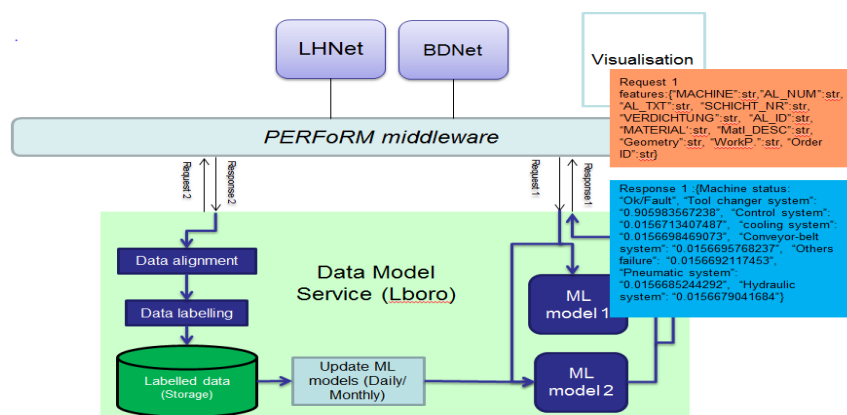 LHNet
BDNet
Visualisation
Request 1
features:{"MACHINE":str,"AL_NUM":str,
"AL_TXT":str, "SCHICHT_NR":str,
"VERDICHTUNG":str, "AL_ID":str,
"MATERIAL':str, "Matl_DESC":str,
"Geometry":str, "WorkP.":str, "Order
ID":str}
PERFoRM middleware
Request 2
Response 2
Request 1
Response 1
Response 1 :{Machine status:
"Ok/Fault", "Tool changer system":
"0.905983567238", "Control system":
"0.0156713407487", "cooling system":
"0.0156698469073", "Conveyor-belt
system": "0.0156695768237", "Others
failure": "0.0156692117453",
"Pneumatic system":
"0.0156685244292", "Hydraulic
system": "0.0156679041684"}
Data alignment
Data labelling
Labelled data
(Storage)
Data Model
Service (Lboro)
Update ML
models (Daily/
Monthly)
ML
model 1
ML
model 2